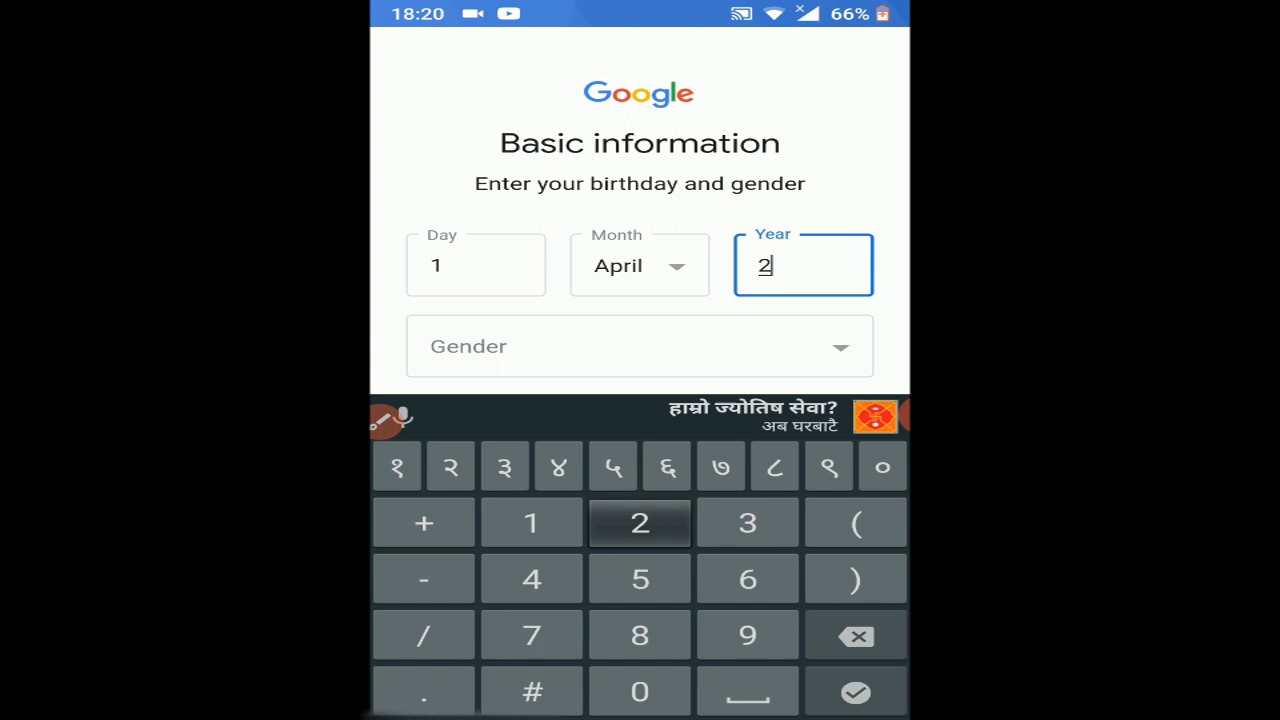 18:20 66%
Google
Basic information
Enter your birthday and gender
Day Month Year
1 April 2
Gender
हाम्रो ज्योतिष सेवा?
अब घरबाटै
१ २ ३ ४ ५ ६ ७ ८ ९ ०
+ 1 2 3 (
- 4 5 6 )
/ 7 8 9
. # 0